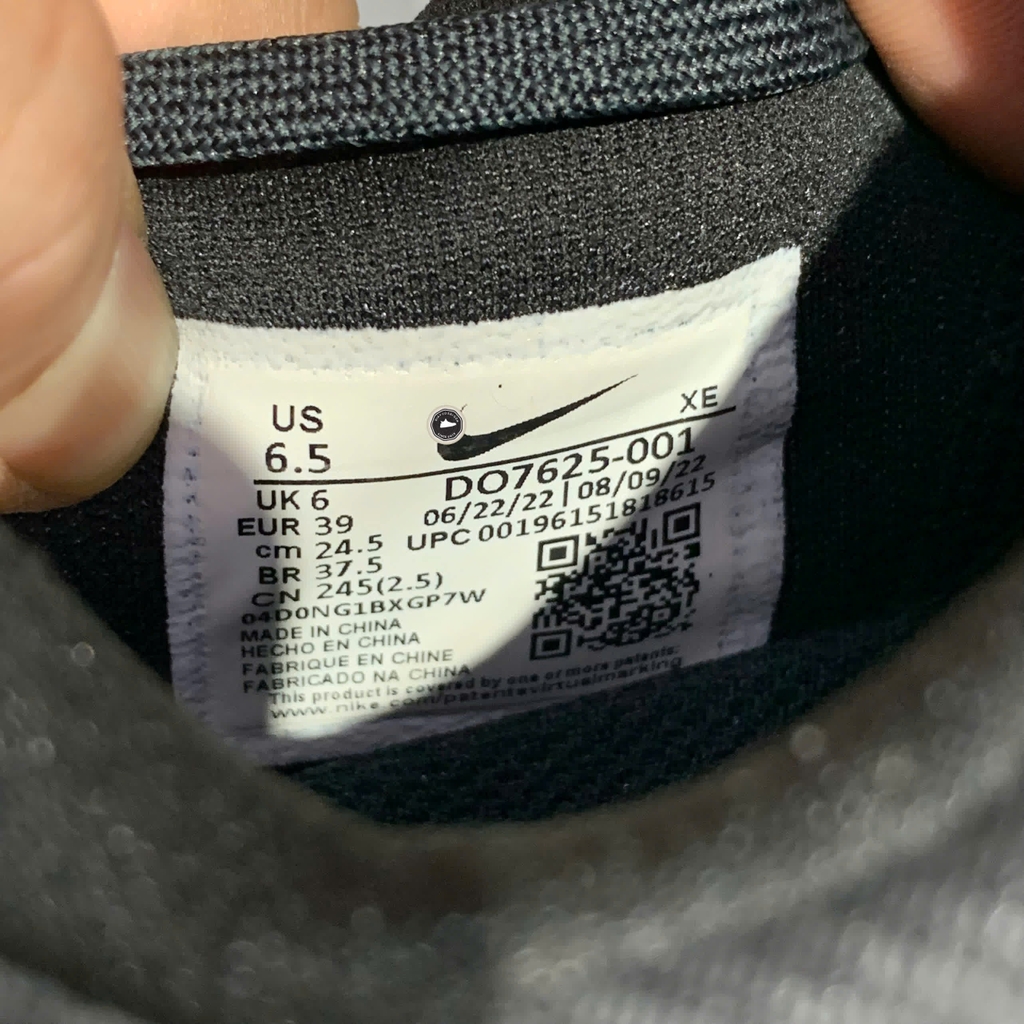 US
6.5
XE
DO7625-001
06/22/22 | 08/09/22
UPC 00196151818615
UK 6
EUR 39
cm 24.5
BR 37.5
CN 245(2.5)
04D0NG1BXGP7W
MADE IN CHINA
HECHO EN CHINA
FABRIQUE EN CHINE
FABRICADO NA CHINA
This product is covered by one or more patents:
www.nike.com/patentsvirtualmarking